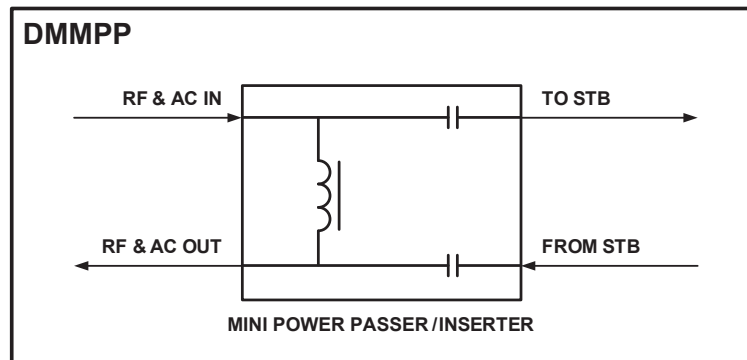 DMMPP
RF & AC IN
TO STB
RF & AC OUT
FROM STB
MINI POWER PASSER/INSERTER